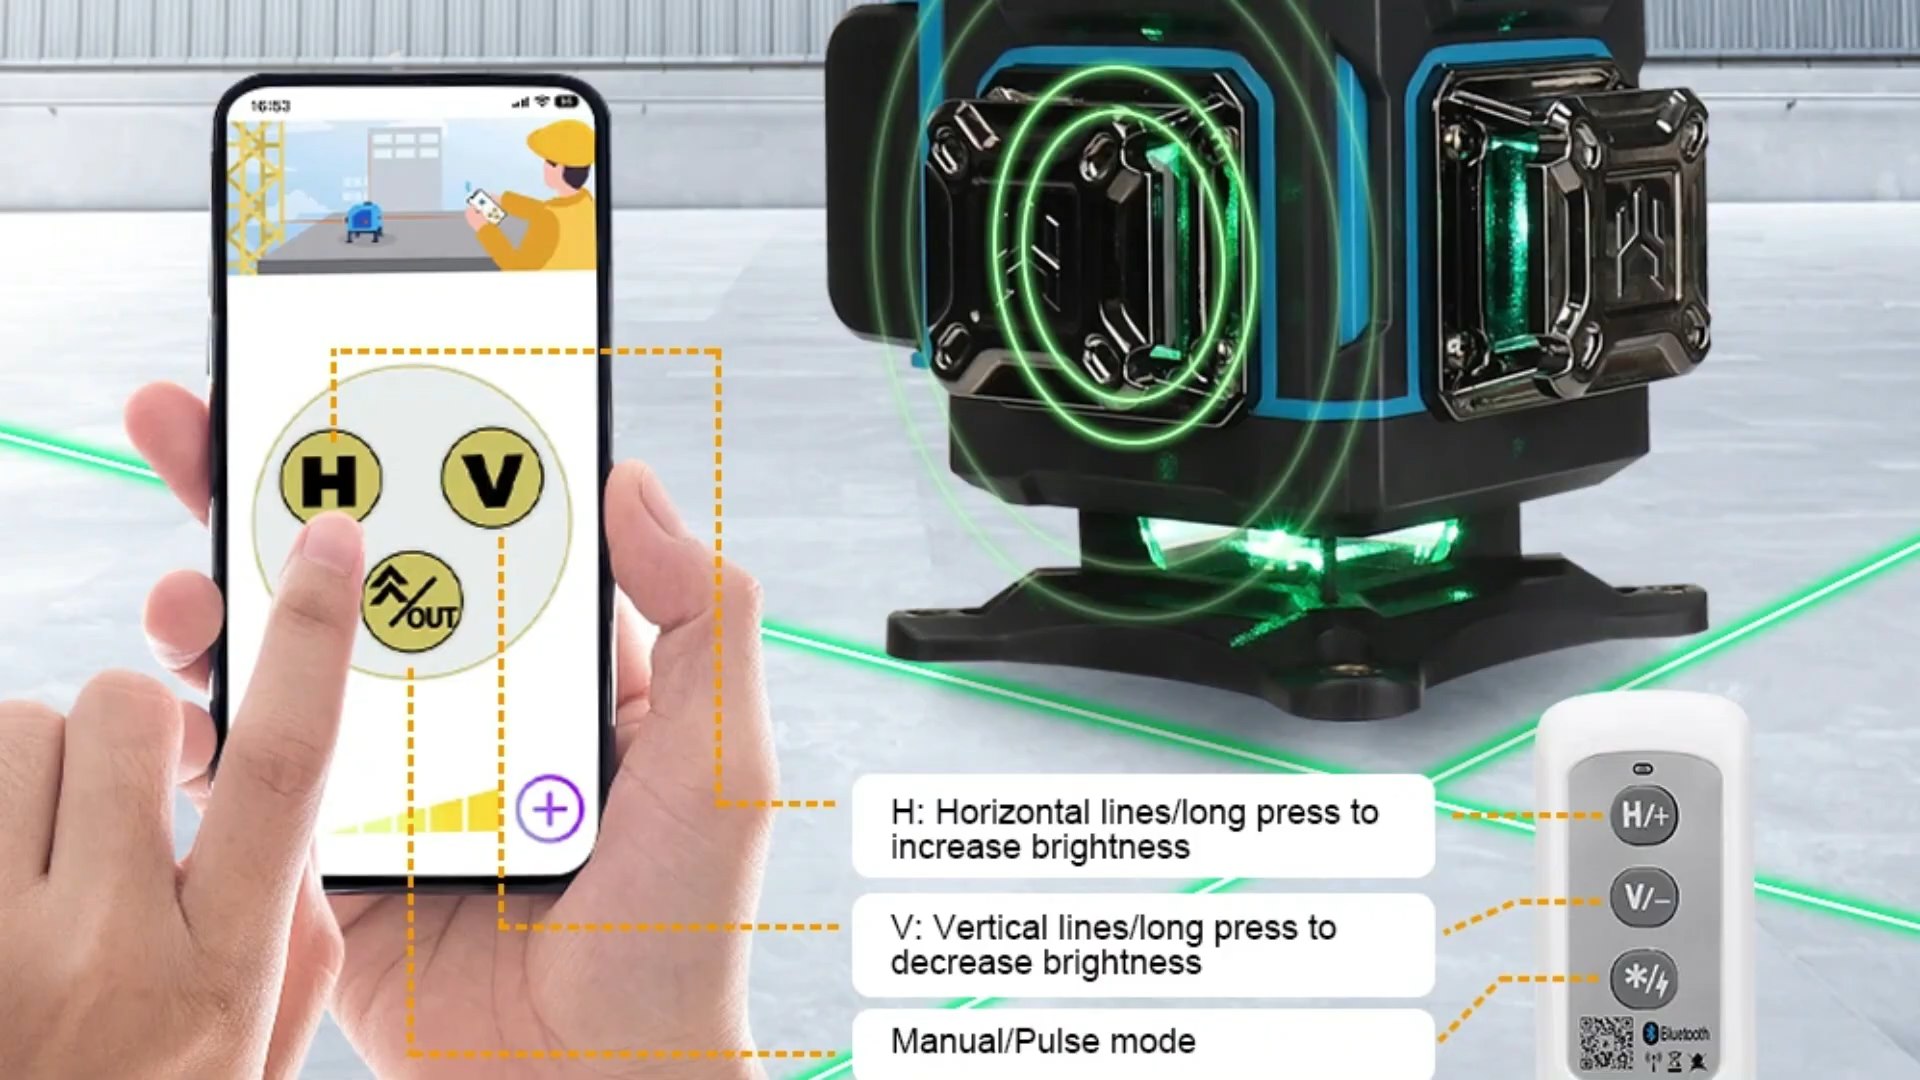 16:53
H
V
/OUT
H: Horizontal lines/long press to
increase brightness
V: Vertical lines/long press to
decrease brightness
Manual/Pulse mode
H/+
V/−
Bluetooth